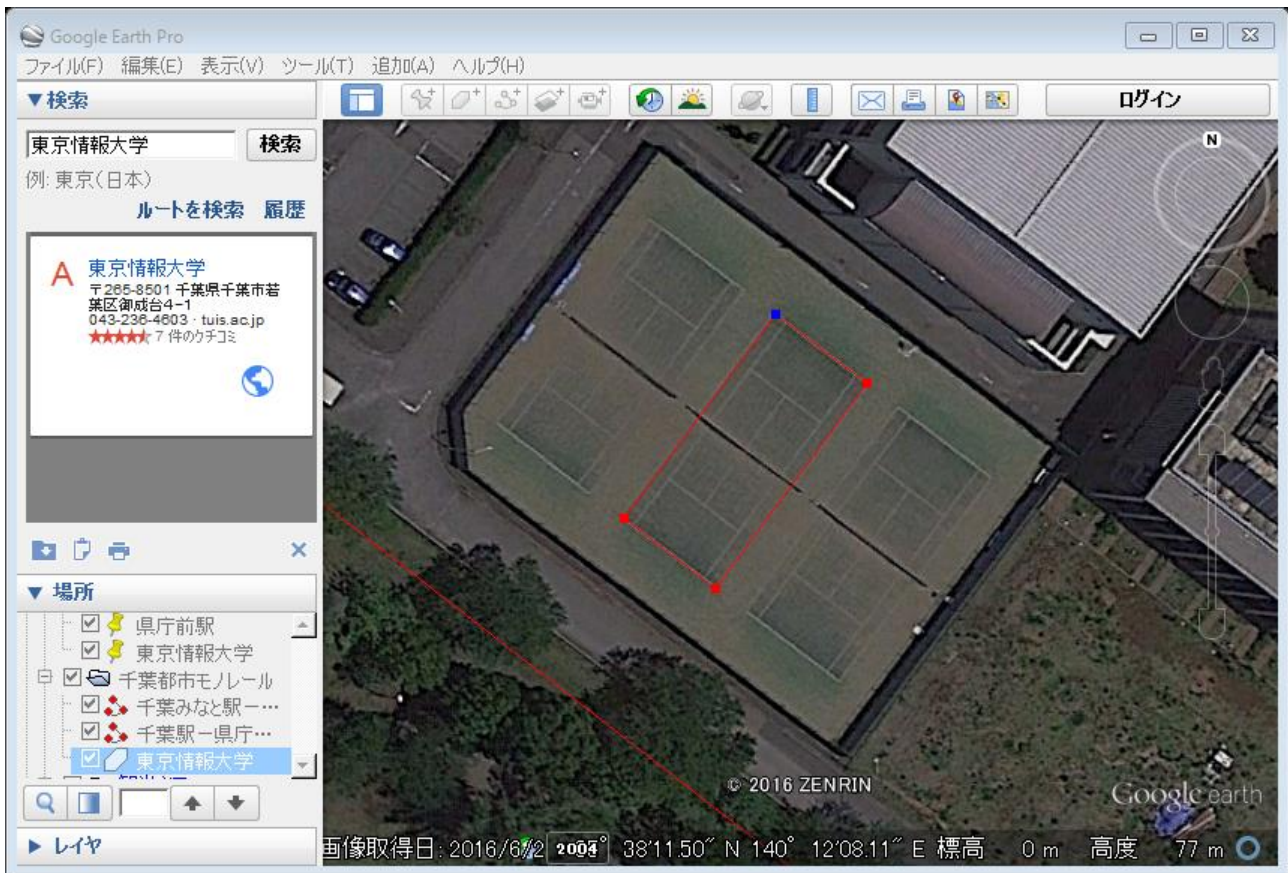 Google Earth Pro
ファイル(F) 編集(E) 表示(V) ツール(T) 追加(A) ヘルプ(H)
▼検索
ログイン
東京情報大学
検索
例: 東京(日本)
ルートを検索 履歴
A 東京情報大学
〒265-8501 千葉県千葉市若
葉区御成台4-1
043-236-4603 · tuis.ac.jp
7 件のクチコミ
N
▼ 場所
県庁前駅
東京情報大学
千葉都市モノレール
千葉みなと駅ー…
千葉駅ー県庁…
東京情報大学
© 2016 ZENRIN
Google earth
▶ レイヤ
画像取得日: 2016/6/2 2004 38'11.50" N 140° 12'08.11" E 標高 0 m 高度 77 m